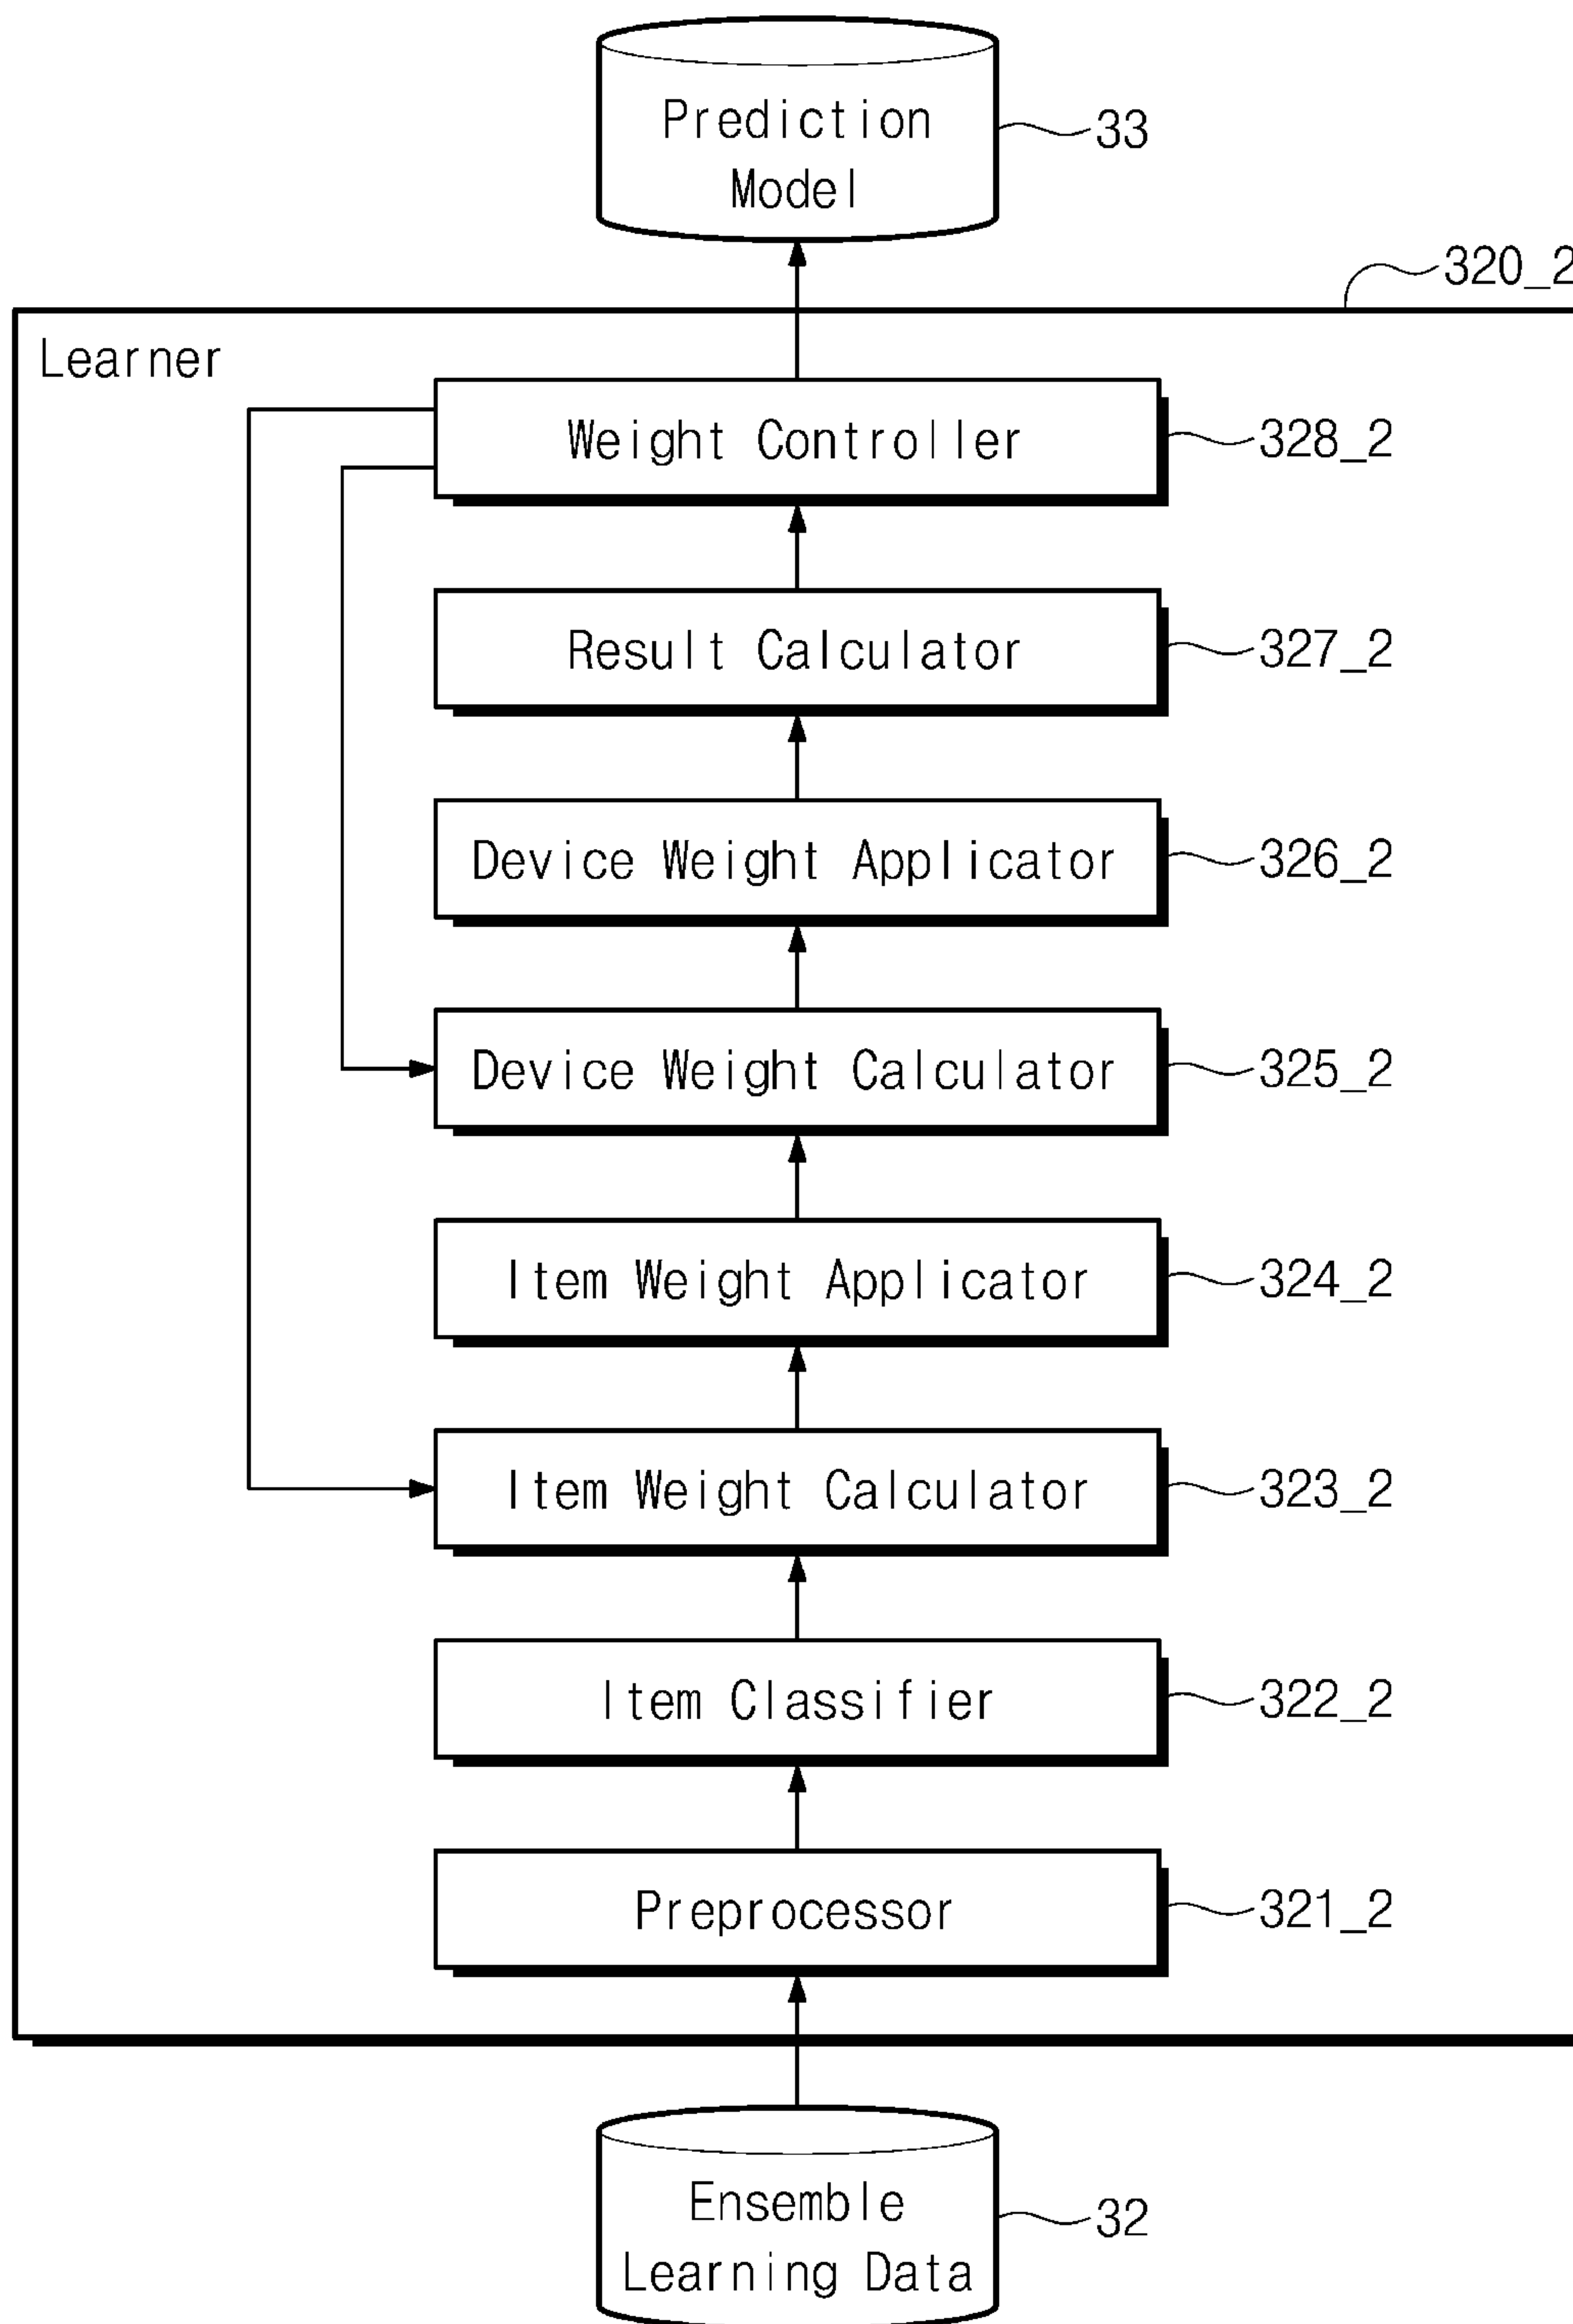 Prediction
Model
33
320_2
Learner
Weight Controller
328_2
Result Calculator
327_2
Device Weight Applicator
326_2
Device Weight Calculator
325_2
Item Weight Applicator
324_2
Item Weight Calculator
323_2
Item Classifier
322_2
Preprocessor
321_2
Ensemble
Learning Data
32